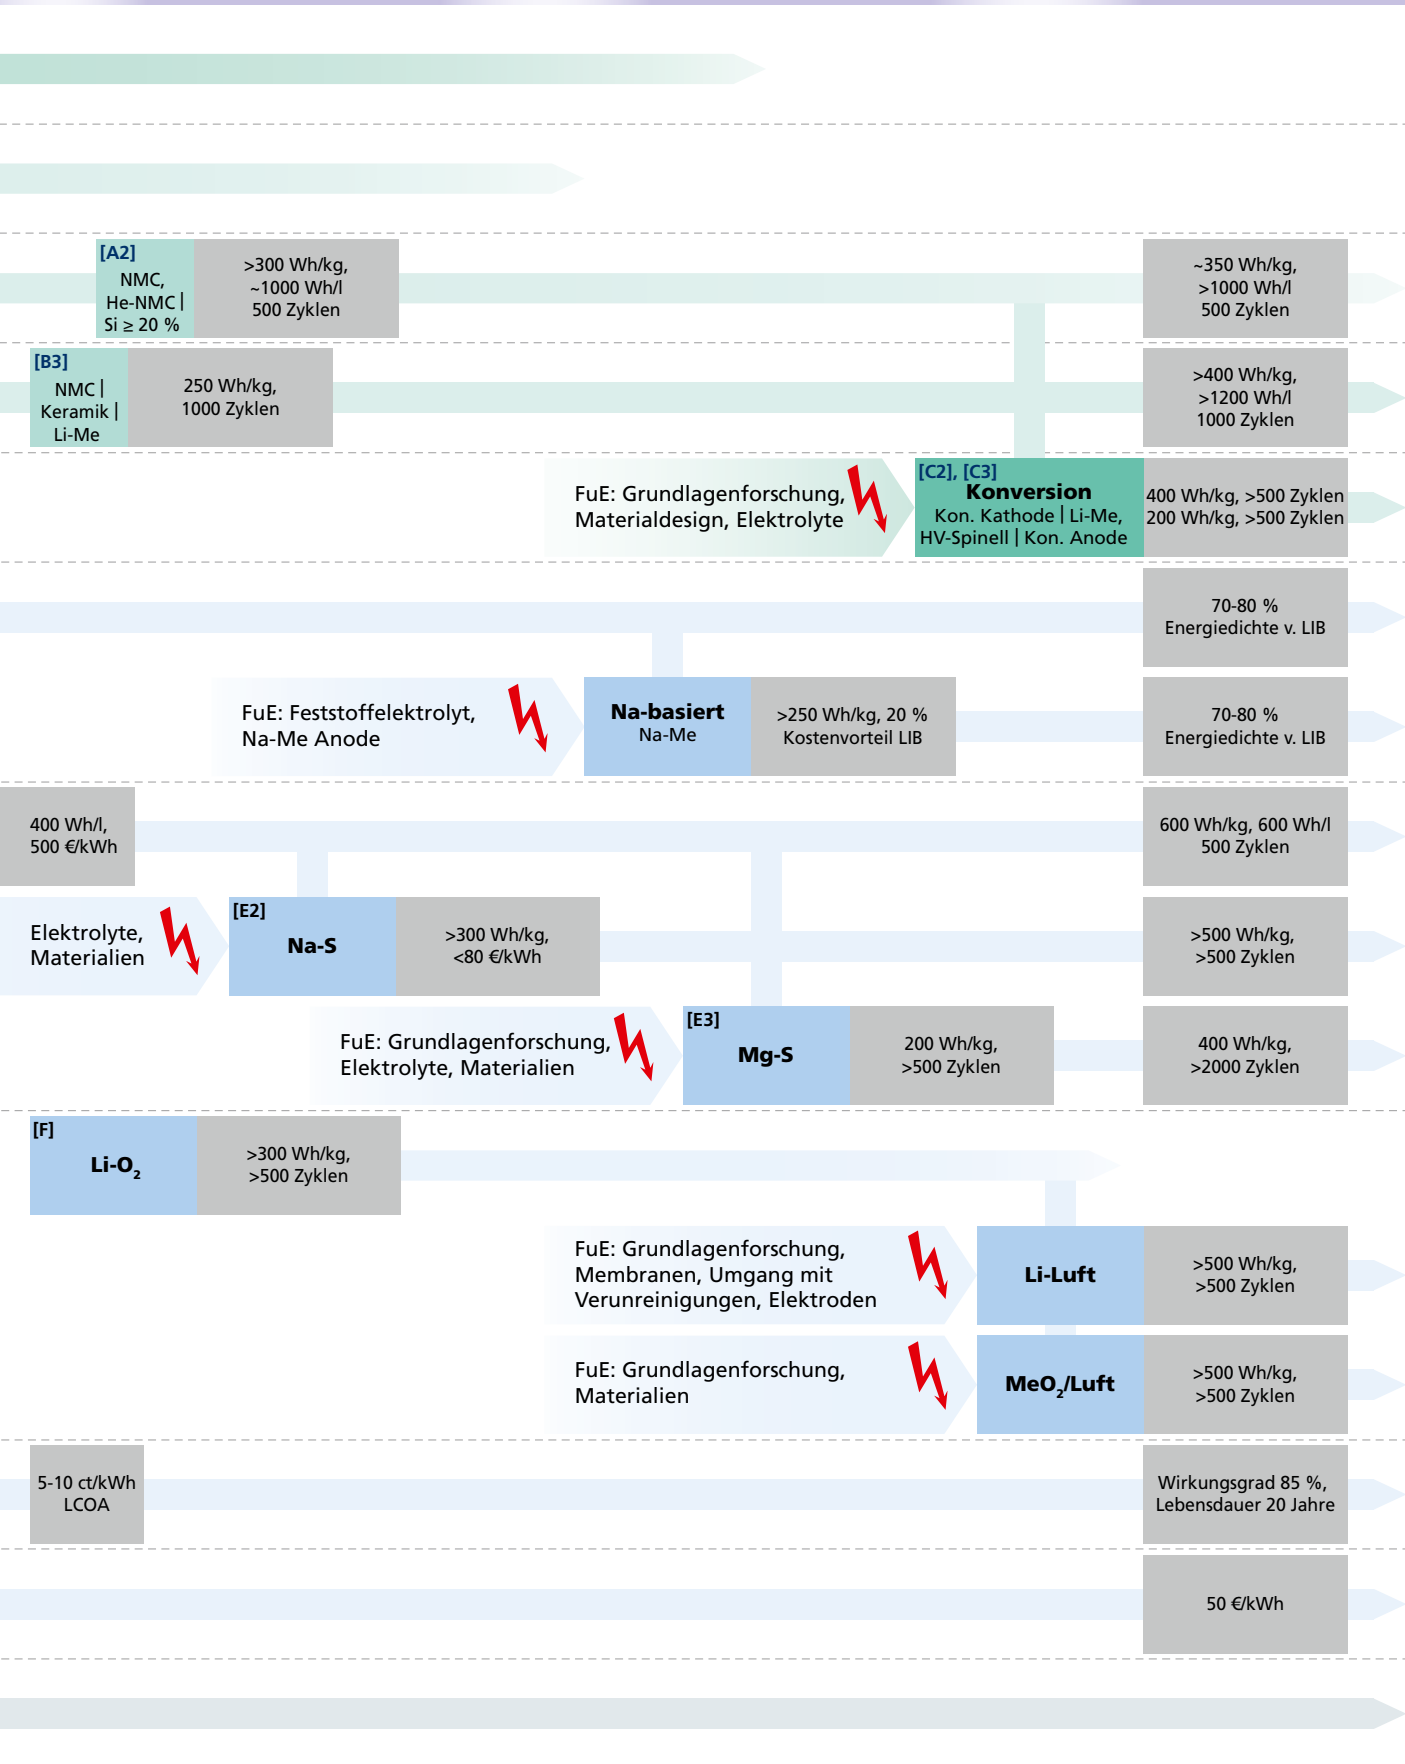 [A2]
NMC,
He-NMC |
Si ≥ 20 %
>300 Wh/kg,
~1000 Wh/l
500 Zyklen
~350 Wh/kg,
>1000 Wh/l
500 Zyklen
[B3]
NMC |
Keramik |
Li-Me
250 Wh/kg,
1000 Zyklen
>400 Wh/kg,
>1200 Wh/l
1000 Zyklen
FuE: Grundlagenforschung,
Materialdesign, Elektrolyte
[C2], [C3]
Konversion
Kon. Kathode | Li-Me,
HV-Spinell | Kon. Anode
400 Wh/kg, >500 Zyklen
200 Wh/kg, >500 Zyklen
70-80 %
Energiedichte v. LIB
FuE: Feststoffelektrolyt,
Na-Me Anode
Na-basiert
Na-Me
>250 Wh/kg, 20 %
Kostenvorteil LIB
70-80 %
Energiedichte v. LIB
400 Wh/l,
500 €/kWh
600 Wh/kg, 600 Wh/l
500 Zyklen
Elektrolyte,
Materialien
[E2]
Na-S
>300 Wh/kg,
<80 €/kWh
>500 Wh/kg,
>500 Zyklen
FuE: Grundlagenforschung,
Elektrolyte, Materialien
[E3]
Mg-S
200 Wh/kg,
>500 Zyklen
400 Wh/kg,
>2000 Zyklen
[F]
Li-O₂
>300 Wh/kg,
>500 Zyklen
FuE: Grundlagenforschung,
Membranen, Umgang mit
Verunreinigungen, Elektroden
Li-Luft
>500 Wh/kg,
>500 Zyklen
FuE: Grundlagenforschung,
Materialien
MeO₂/Luft
>500 Wh/kg,
>500 Zyklen
5-10 ct/kWh
LCOA
Wirkungsgrad 85 %,
Lebensdauer 20 Jahre
50 €/kWh